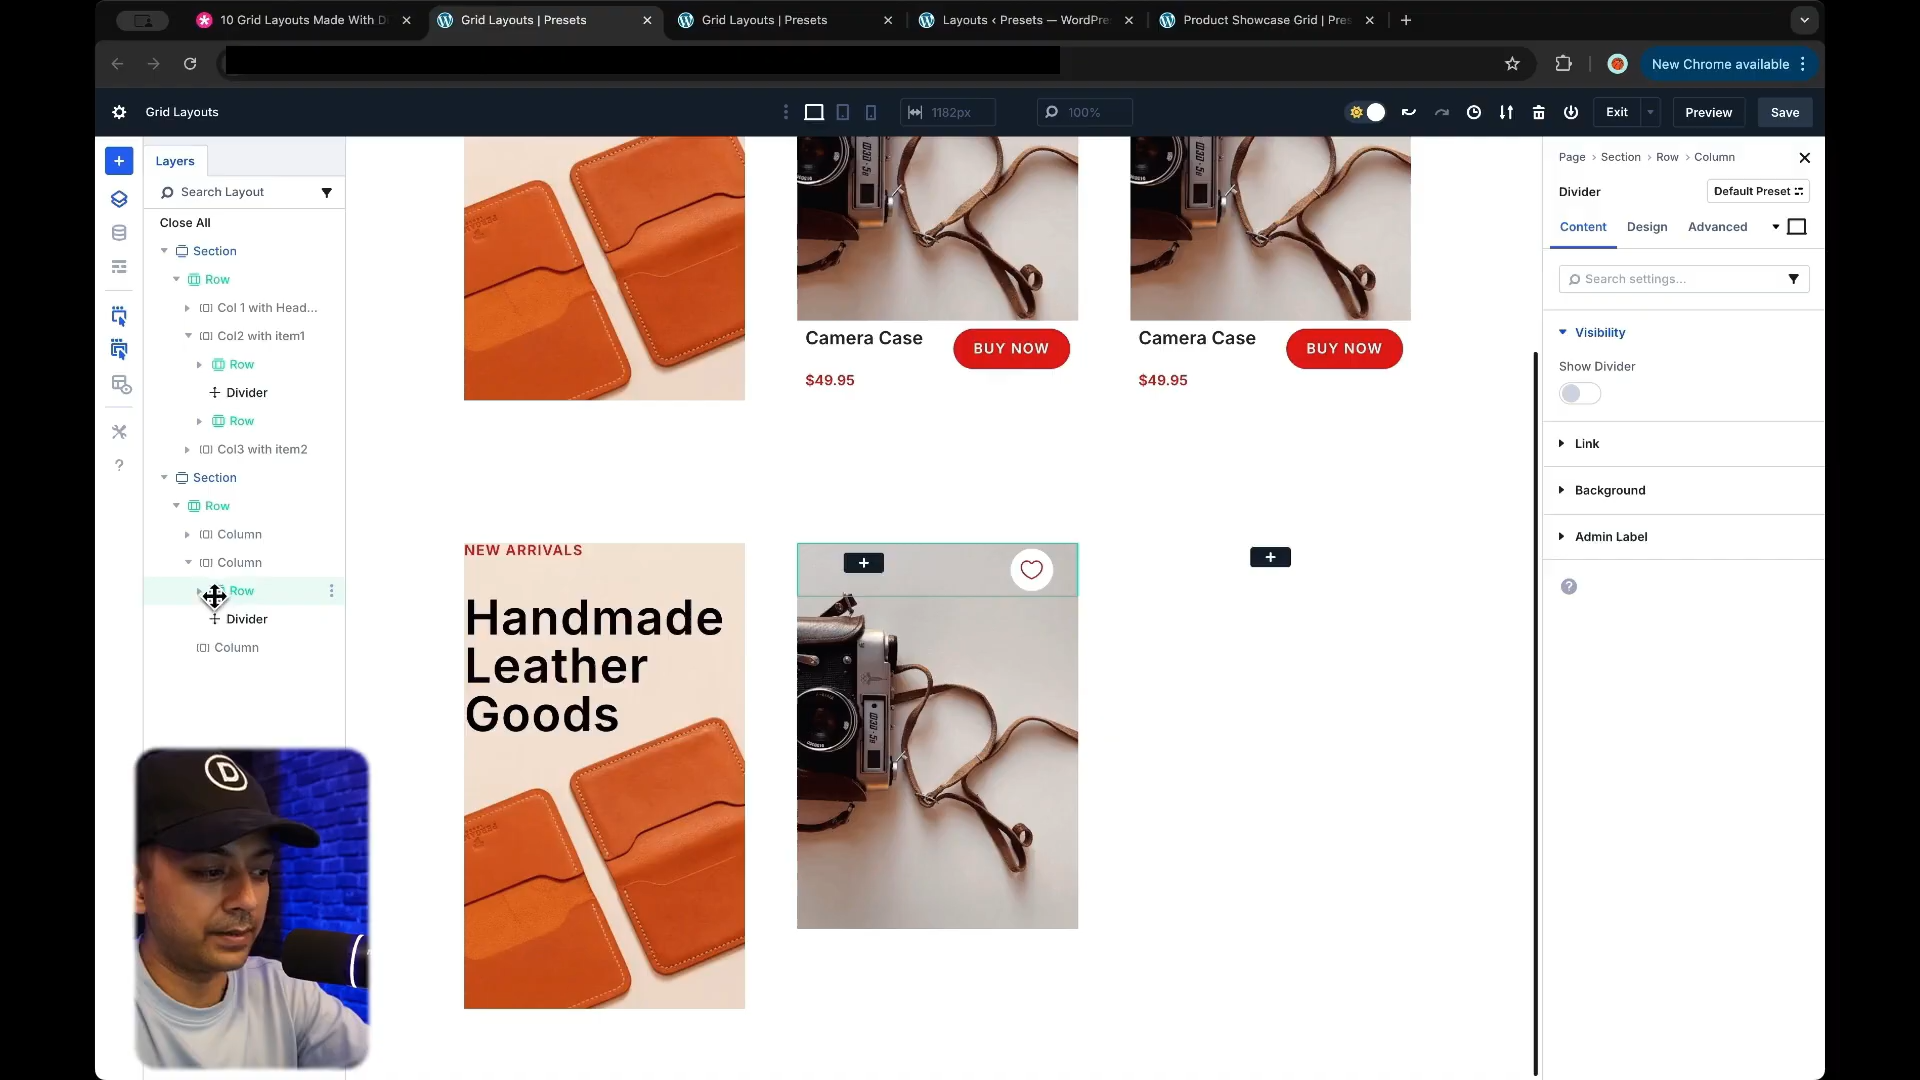 10 Grid Layouts Made With Di
Grid Layouts | Presets
Grid Layouts | Presets
Layouts ‹ Presets — WordPre
Product Showcase Grid | Pres
New Chrome available
Grid Layouts
1182px
100%
Exit
Preview
Save
Layers
Search Layout
Close All
Section
Row
Col 1 with Head...
Col2 with item1
Row
Divider
Row
Col3 with item2
Section
Row
Column
Column
Row
Divider
Column
Camera Case
BUY NOW
$49.95
Camera Case
BUY NOW
$49.95
NEW ARRIVALS
Handmade
Leather
Goods
Page › Section › Row › Column
Divider
Default Preset
Content
Design
Advanced
Search settings...
Visibility
Show Divider
Link
Background
Admin Label